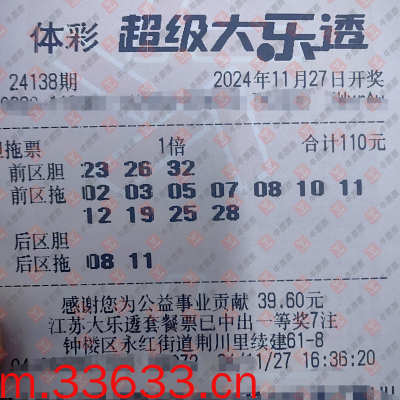 体彩 超级大乐透
24138期 2024年11月27日开奖
拖票 1倍 合计110元
前区胆 23 26 32
前区拖 02 03 05 07 08 10 11
12 19 25 28
后区胆
后区拖 08 11
感谢您为公益事业贡献 39.60元
江苏大乐透套餐票已中出一等奖7注
钟楼区永红街道荆川里续建61-8
11/27 16:36:20
m.33633.cn